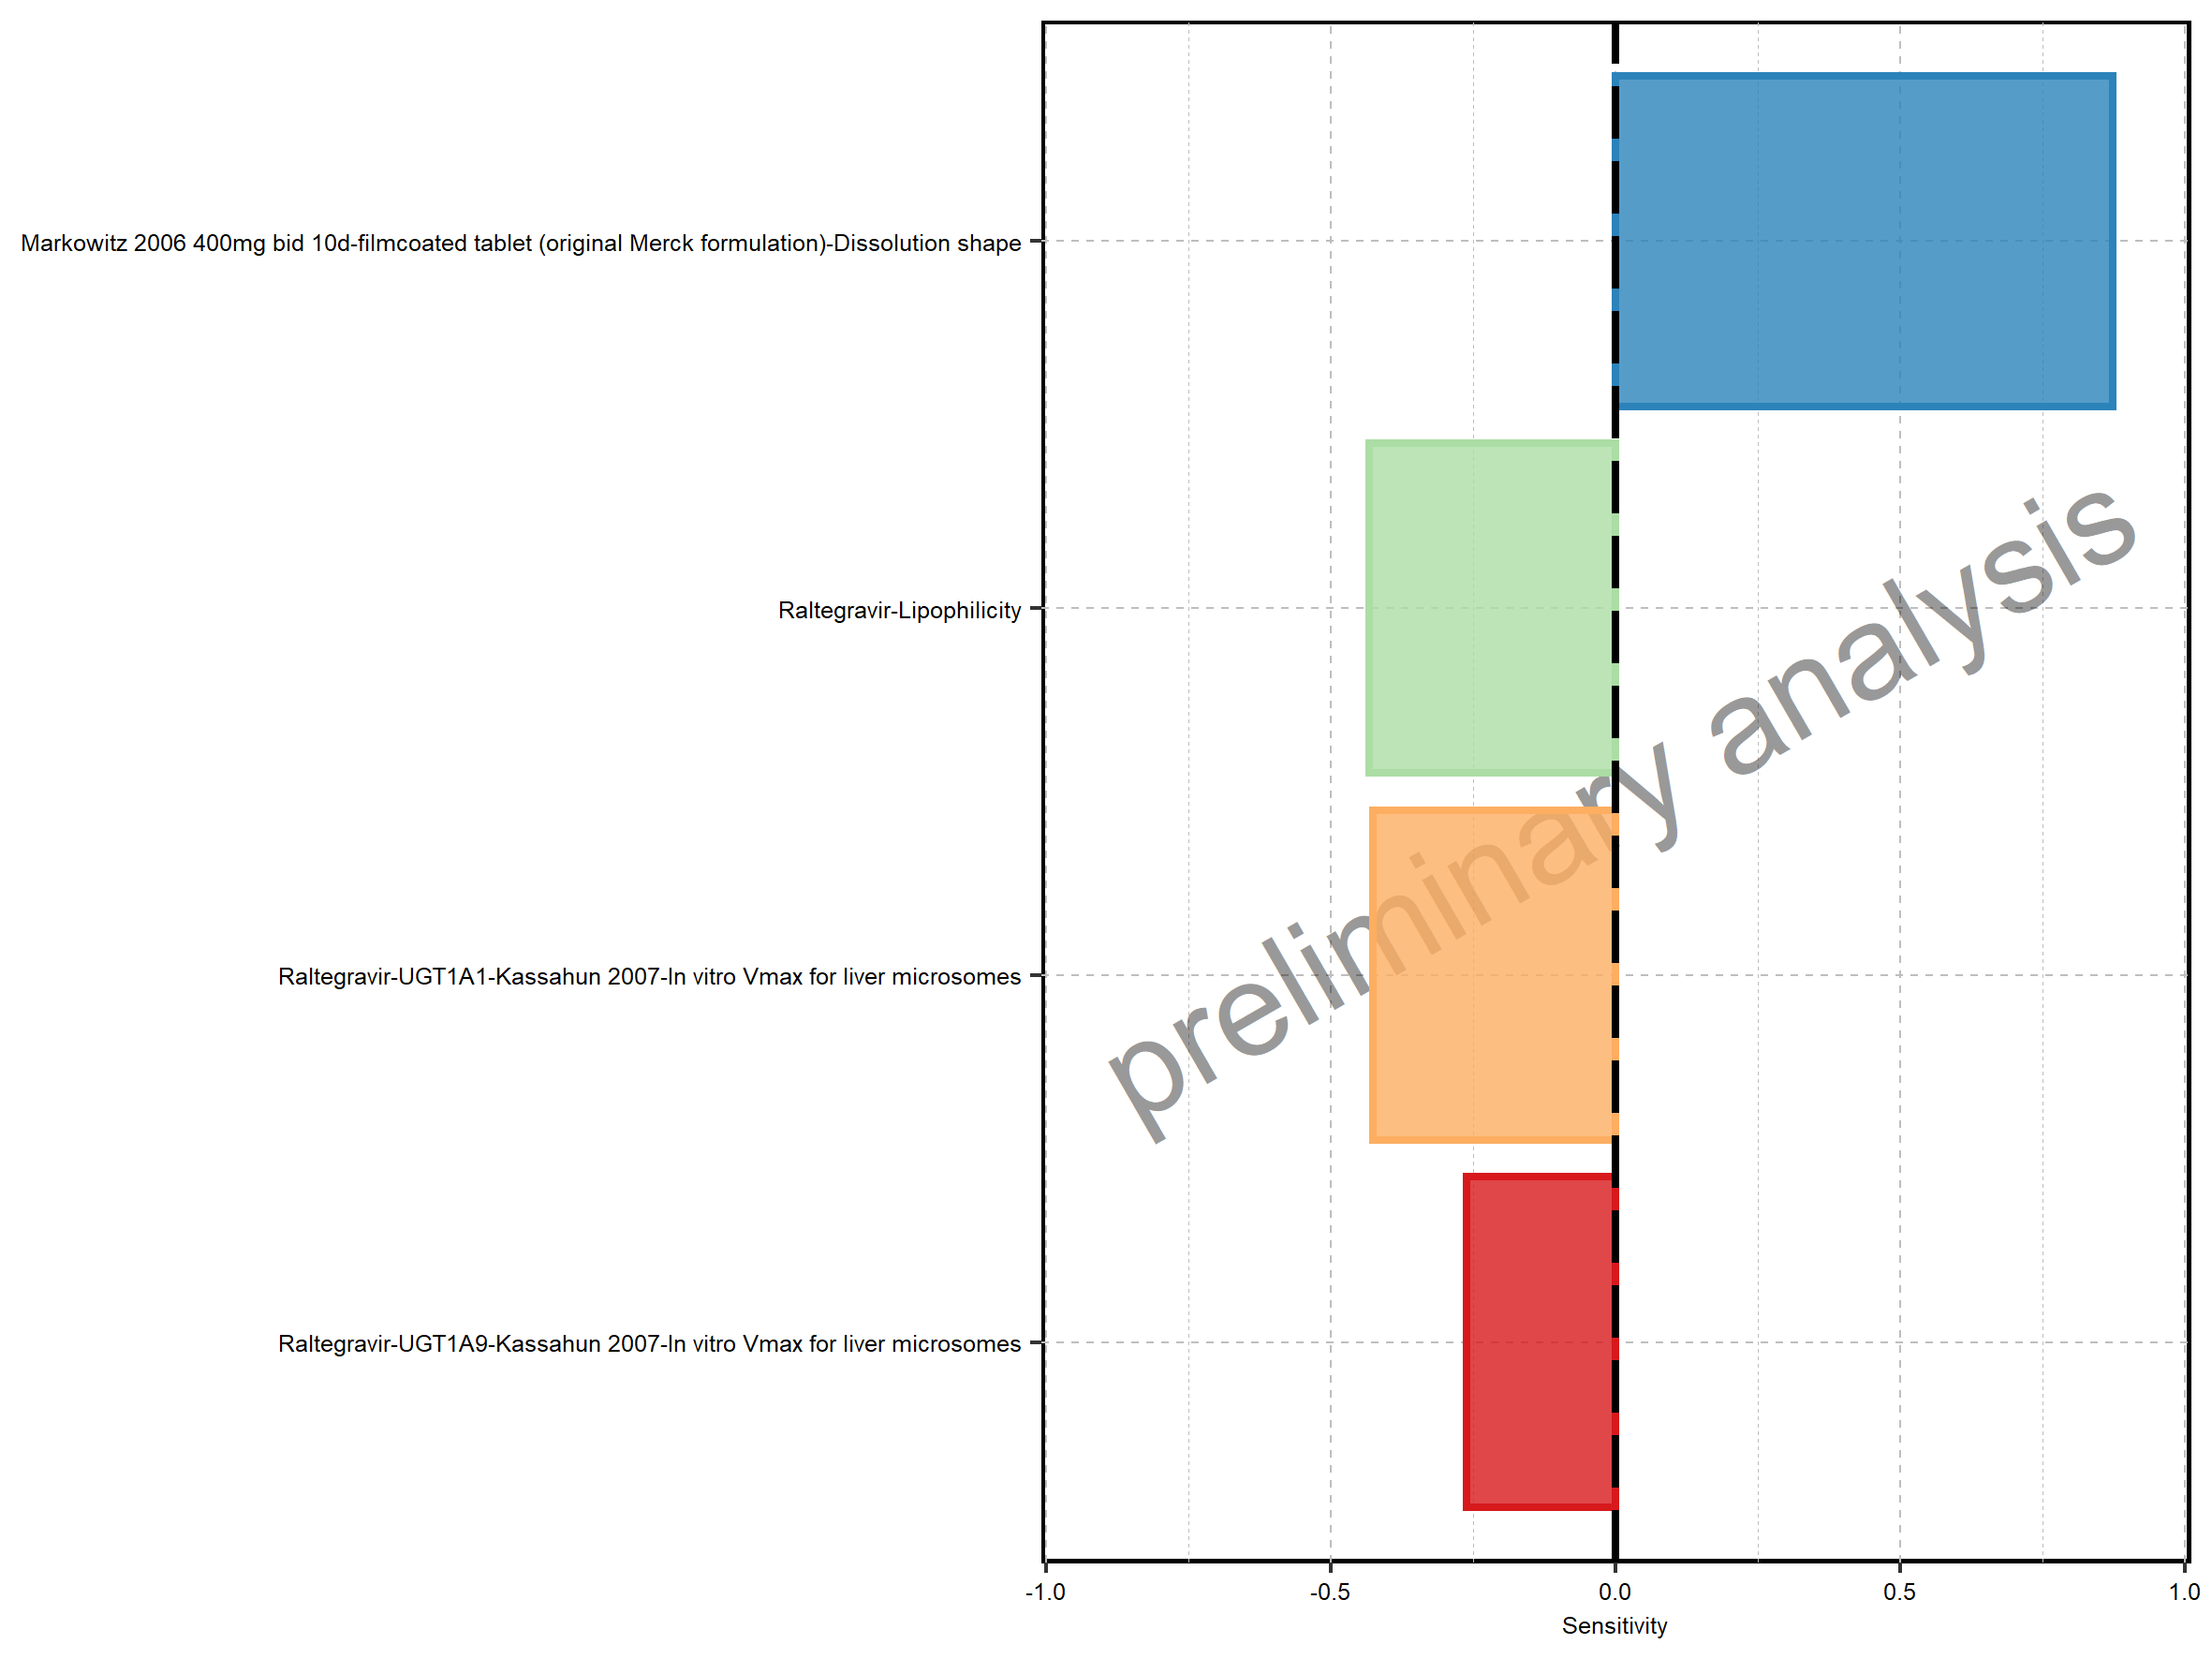 Markowitz 2006 400mg bid 10d-filmcoated tablet (original Merck formulation)-Dissolution shape
Raltegravir-Lipophilicity
Raltegravir-UGT1A1-Kassahun 2007-In vitro Vmax for liver microsomes
Raltegravir-UGT1A9-Kassahun 2007-In vitro Vmax for liver microsomes
preliminary analysis
-1.0 -0.5 0.0 0.5 1.0
Sensitivity